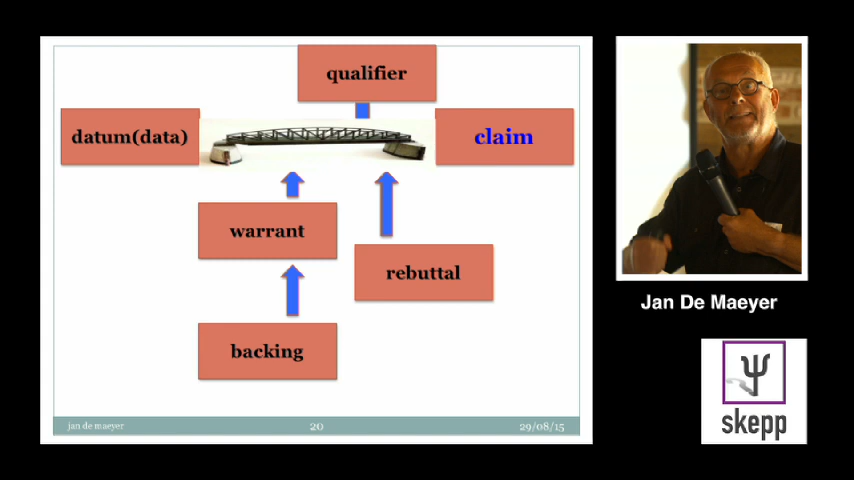 qualifier
datum(data)
claim
warrant
rebuttal
backing
jan de maeyer
20
29/08/15
Jan De Maeyer
skepp